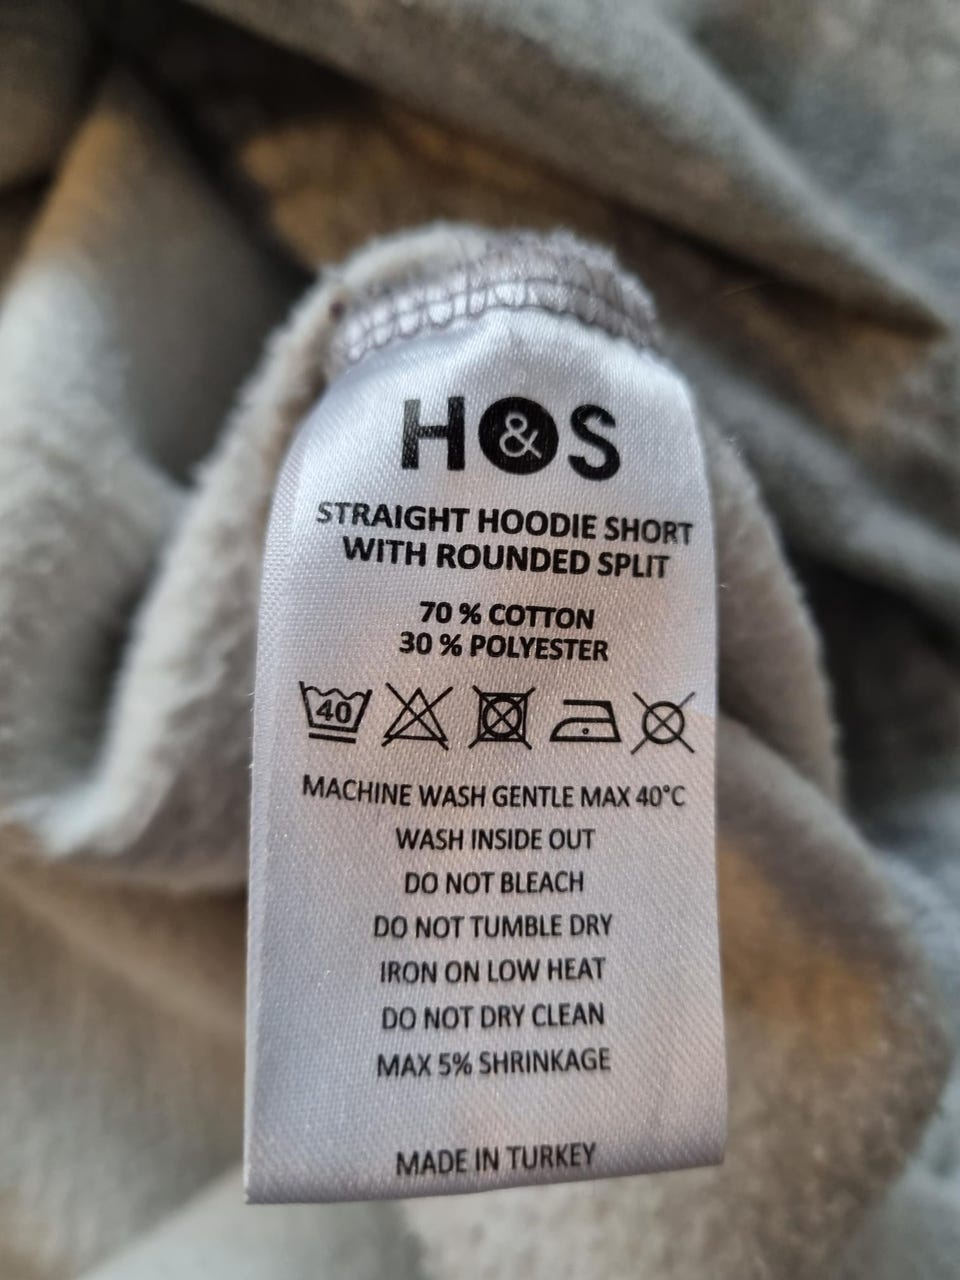 H&S
STRAIGHT HOODIE SHORT
WITH ROUNDED SPLIT
70 % COTTON
30 % POLYESTER
40
MACHINE WASH GENTLE MAX 40°C
WASH INSIDE OUT
DO NOT BLEACH
DO NOT TUMBLE DRY
IRON ON LOW HEAT
DO NOT DRY CLEAN
MAX 5% SHRINKAGE
MADE IN TURKEY